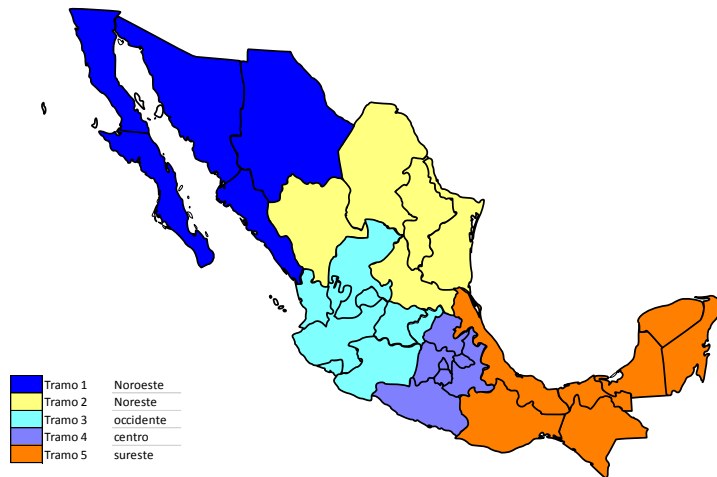 Tramo 1 Noroeste
Tramo 2 Noreste
Tramo 3 occidente
Tramo 4 centro
Tramo 5 sureste